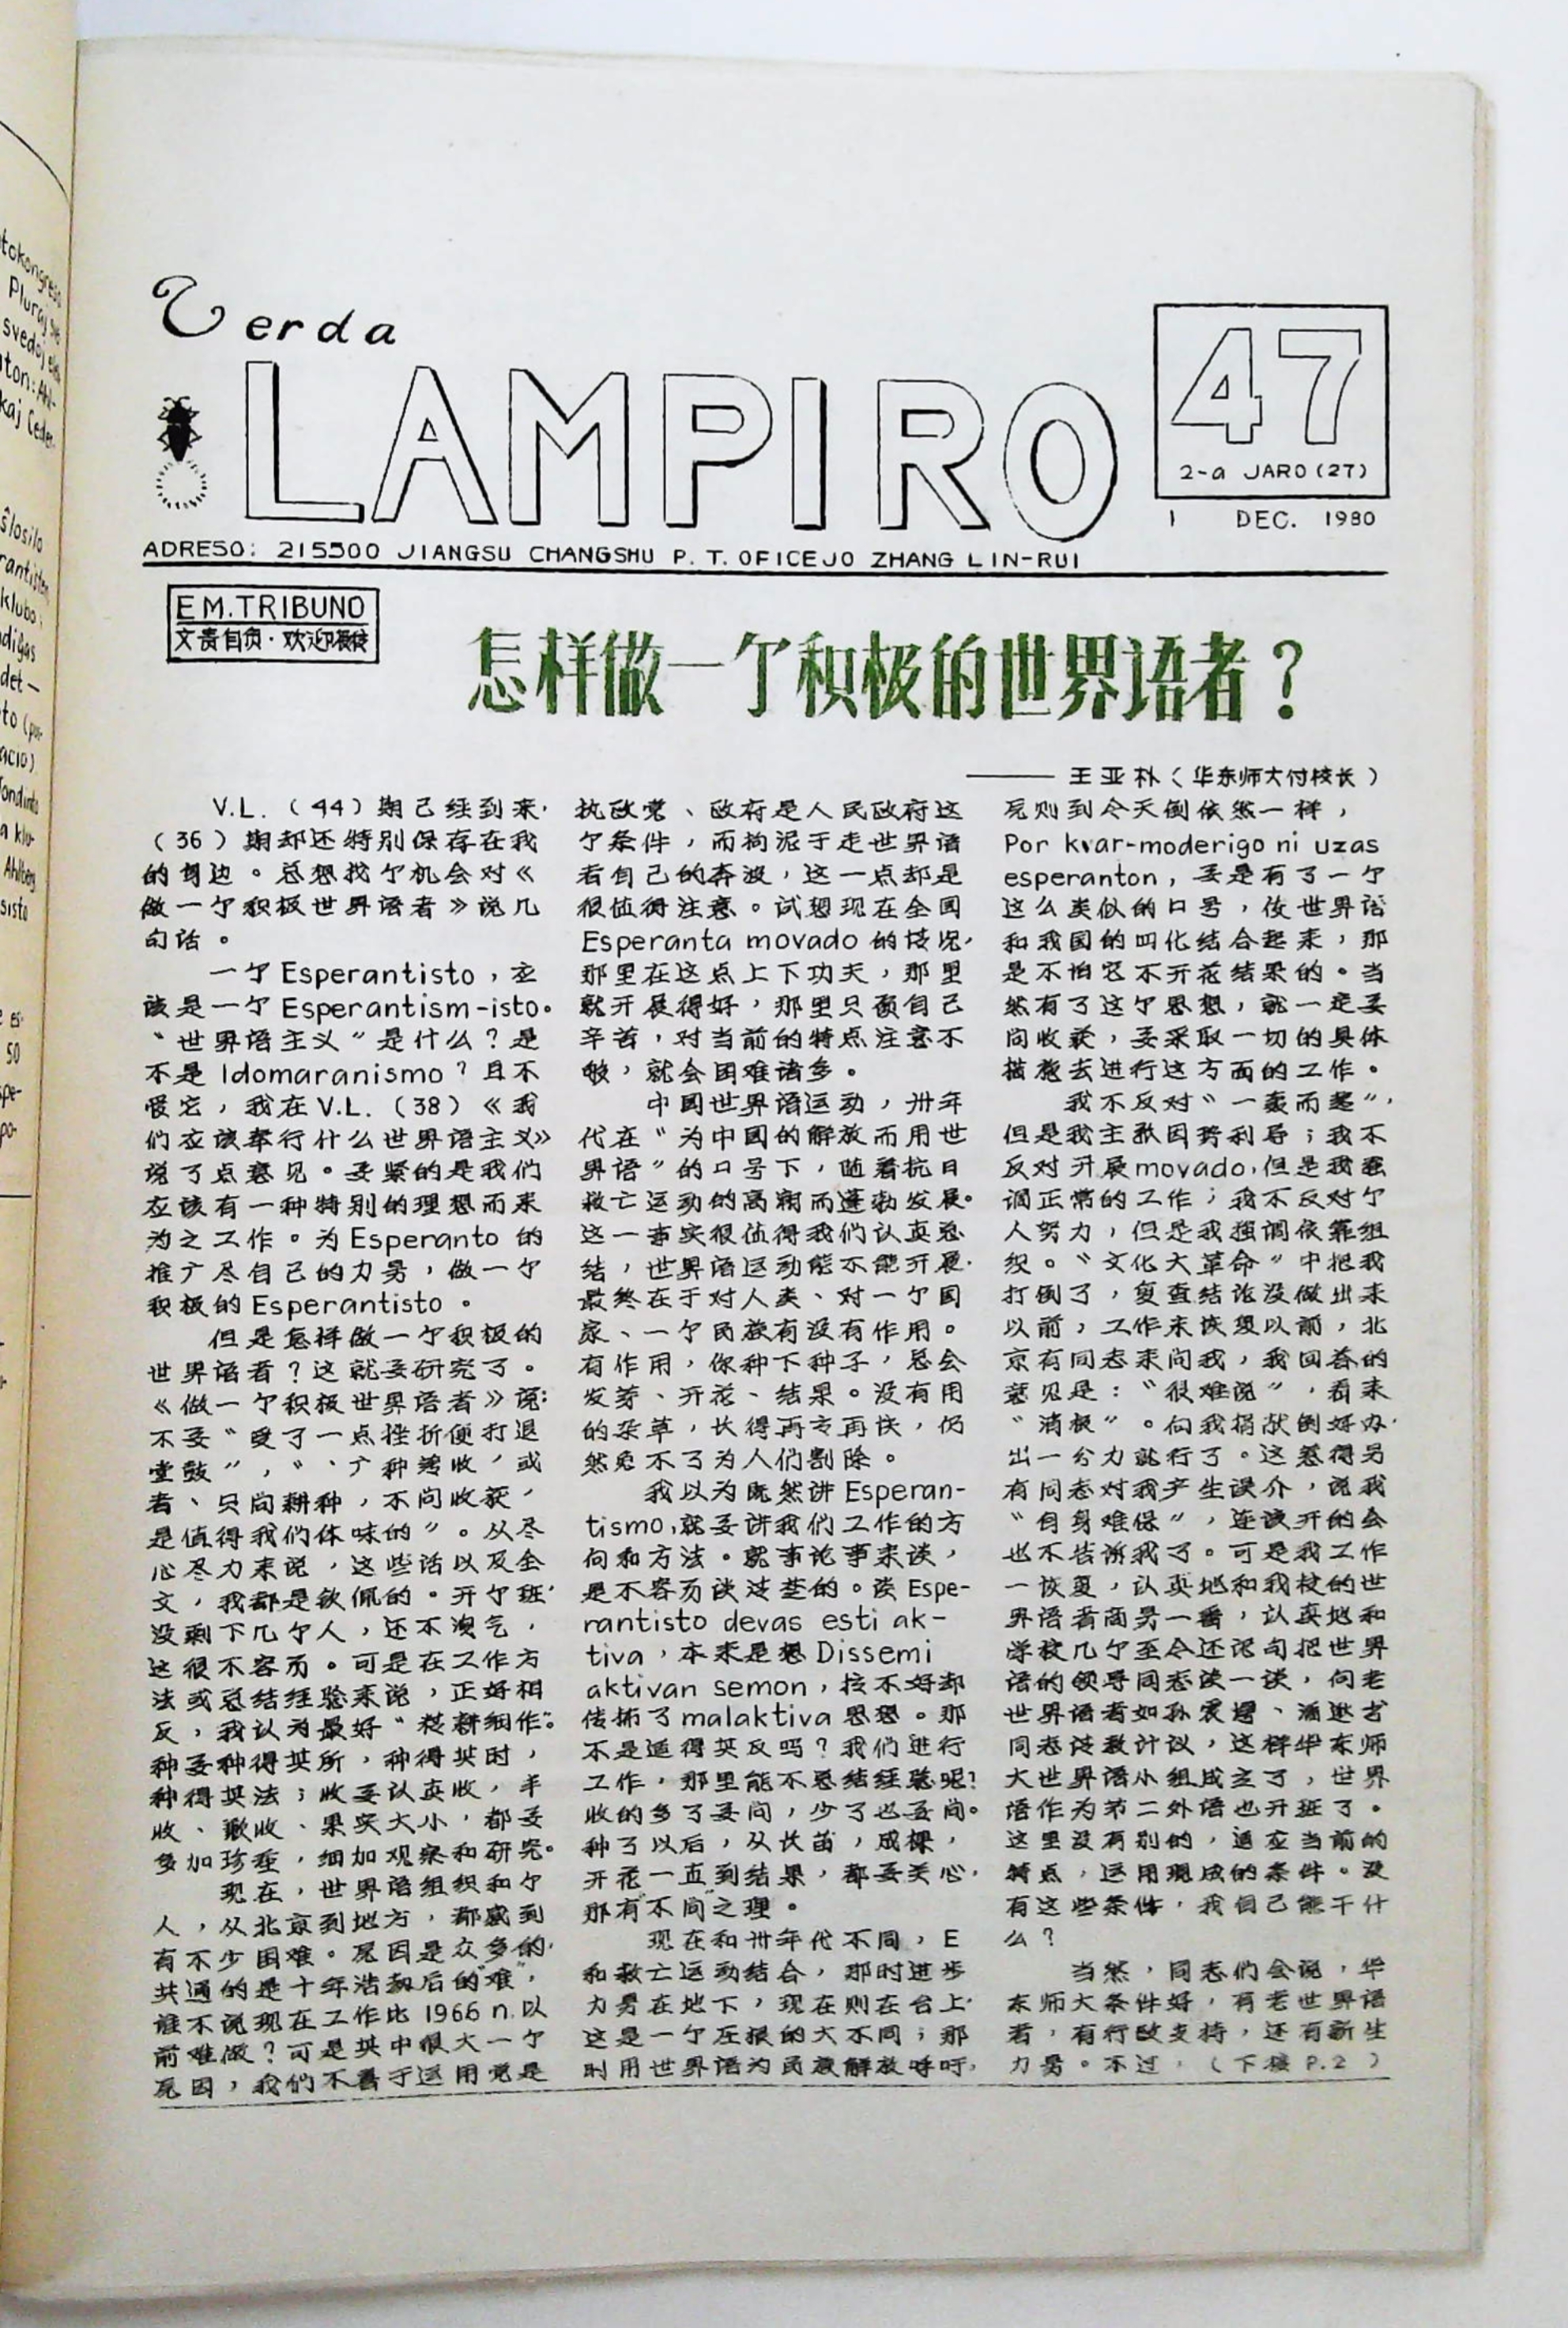 Verda
LAMPIRO
47
2-a JARO (27)
1 DEC. 1980
ADRESO: 215500 JIANGSU CHANGSHU P. T. OFICEJO ZHANG LIN-RUI
EM.TRIBUNO
文责自负·欢迎
怎样做一个积极的世界语者？
——王亚朴（华东师大付校长）
V.L.（44）期已经到来，
（36）期却还特别保存在我
的身边。总想找个机会对《
做一个积极世界语者》说几
句话。
一个Esperantisto，应
该是一个Esperantism-isto。
“世界语主义”是什么？是
不是Idomaranismo？且不
管它，我在V.L.（38）《我
们应该奉行什么世界语主义》
说了点意见。要紧的是我们
应该有一种特别的理想而来
为之工作。为Esperanto的
推广尽自己的力量，做一个
积极的Esperantisto。
但是怎样做一个积极的
世界语者？这就要研究了。
《做一个积极世界语者》说：
不要“受了一点挫折便打退
堂鼓”，“‘广种薄收’或
者、只问耕种，不问收获，
是值得我们体味的”。从尽
心尽力来说，这些话以及全
文，我都是钦佩的。开个班，
没剩下几个人，还不泄气，
这很不容易。可是在工作方
法或总结经验来说，正好相
反，我认为最好“精耕细作”。
种要种得其所，种得其时，
种得其法；收要认真收，丰
收、歉收、果实大小，都要
多加珍重，细加观察和研究。
现在，世界语组织和个
人，从北京到地方，都感到
有不少困难。原因是众多的，
共通的是十年浩劫后的“难”，
谁不说现在工作比1966 n.以
前难做？可是其中很大一个
原因，我们不善于运用党是
执政党、政府是人民政府这
个条件，而拘泥于走世界语
者自己的奔波，这一点却是
很值得注意。试想现在全国
Esperanta movado的情况，
那里在这点上下功夫，那里
就开展得好，那里只顾自己
辛苦，对当前的特点注意不
够，就会困难诸多。
中国世界语运动，卅年
代在“为中国的解放而用世
界语”的口号下，随着抗日
救亡运动的高潮而蓬勃发展。
这一事实很值得我们认真总
结，世界语运动能不能开展，
最终在于对人类、对一个国
家、一个民族有没有作用。
有作用，你种下种子，总会
发芽、开花、结果。没有用
的杂草，长得再专再快，仍
然免不了为人们割除。
我以为既然讲Esperan-
tismo，就要讲我们工作的方
向和方法。就事论事来谈，
是不容易谈这些的。谈Espe-
rantisto devas esti ak-
tiva，本来是想Dissemi
aktivan semon，搞不好却
传播了malaktiva思想。那
不是适得其反吗？我们进行
工作，那里能不总结经验呢？
收的多了要问，少了也要问。
种了以后，从长苗，成棵，
开花一直到结果，都要关心，
那有“不问”之理。
现在和卅年代不同，E
和救亡运动结合，那时进步
力量在地下，现在则在台上，
这是一个压根的大不同；那
时用世界语为民族解放呼吁，
原则到今天倒依然一样，
Por kvar-moderigo ni uzas
esperanton，要是有了一个
这么类似的口号，使世界语
和我国的四化结合起来，那
是不怕它不开花结果的。当
然有了这个思想，就一定要
问收获，要采取一切的具体
措施去进行这方面的工作。
我不反对“一轰而起”，
但是我主张因势利导；我不
反对开展movado，但是我强
调正常的工作；我不反对个
人努力，但是我强调依靠组
织。“文化大革命”中把我
打倒了，复查结论没做出来
以前，工作未恢复以前，北
京有同志来问我，我回答的
意见是：“很难说”，看来
“消极”。向我捐献倒好办，
出一分力就行了。这惹得另
有同志对我产生误介，说我
“自身难保”，连该开的会
也不告诉我了。可是我工作
一恢复，认真地和我校的世
界语者商量一番，认真地和
学校几个至今还记旬把世界
语的领导同志谈一谈，向老
世界语者如孙
同志讨教计议，这样华东师
大世界语小组成立了，世界
语作为第二外语也开班了。
这里没有别的，适应当前的
特点，运用现成的条件。没
有这些条件，我自己能干什
么？
当然，同志们会说，华
东师大条件好，有老世界语
者，有行政支持，还有新生
力量。不过，（下接P.2）